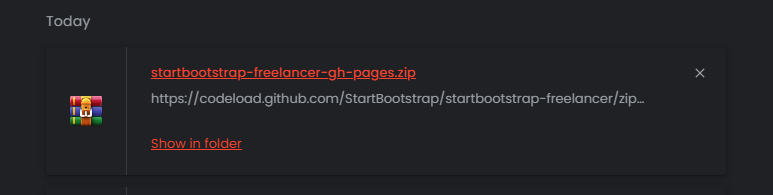 Today
startbootstrap-freelancer-gh-pages.zip
https://codeload.github.com/StartBootstrap/startbootstrap-freelancer/zip...
Show in folder